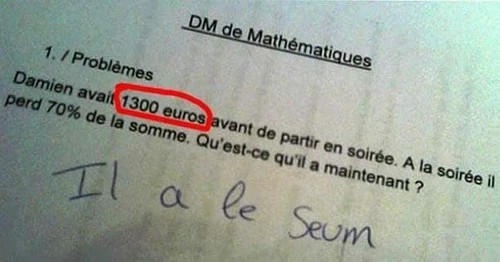 DM de Mathématiques
1. / Problèmes
Damien avait 1300 euros avant de partir en soirée. A la soirée il
perd 70% de la somme. Qu'est-ce qu'il a maintenant ?
Il a le Seum